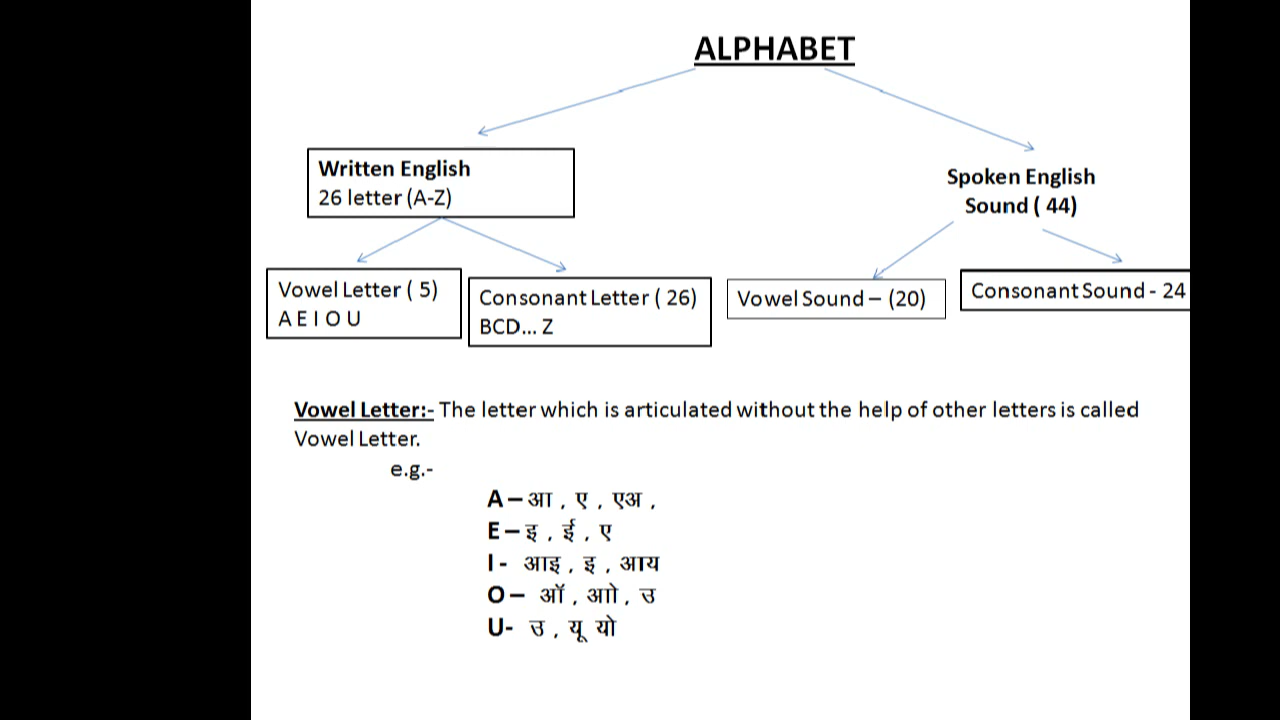 ALPHABET
Written English
26 letter (A-Z)
Spoken English
Sound ( 44)
Vowel Letter ( 5)
A E I O U
Consonant Letter ( 26)
BCD... Z
Vowel Sound – (20)
Consonant Sound - 24
Vowel Letter:- The letter which is articulated without the help of other letters is called
Vowel Letter.
e.g.-
A – आ , ए , एअ ,
E – इ , ई , ए
I - आइ , इ , आय
O – ऑ , आो , उ
U- उ , यू यो